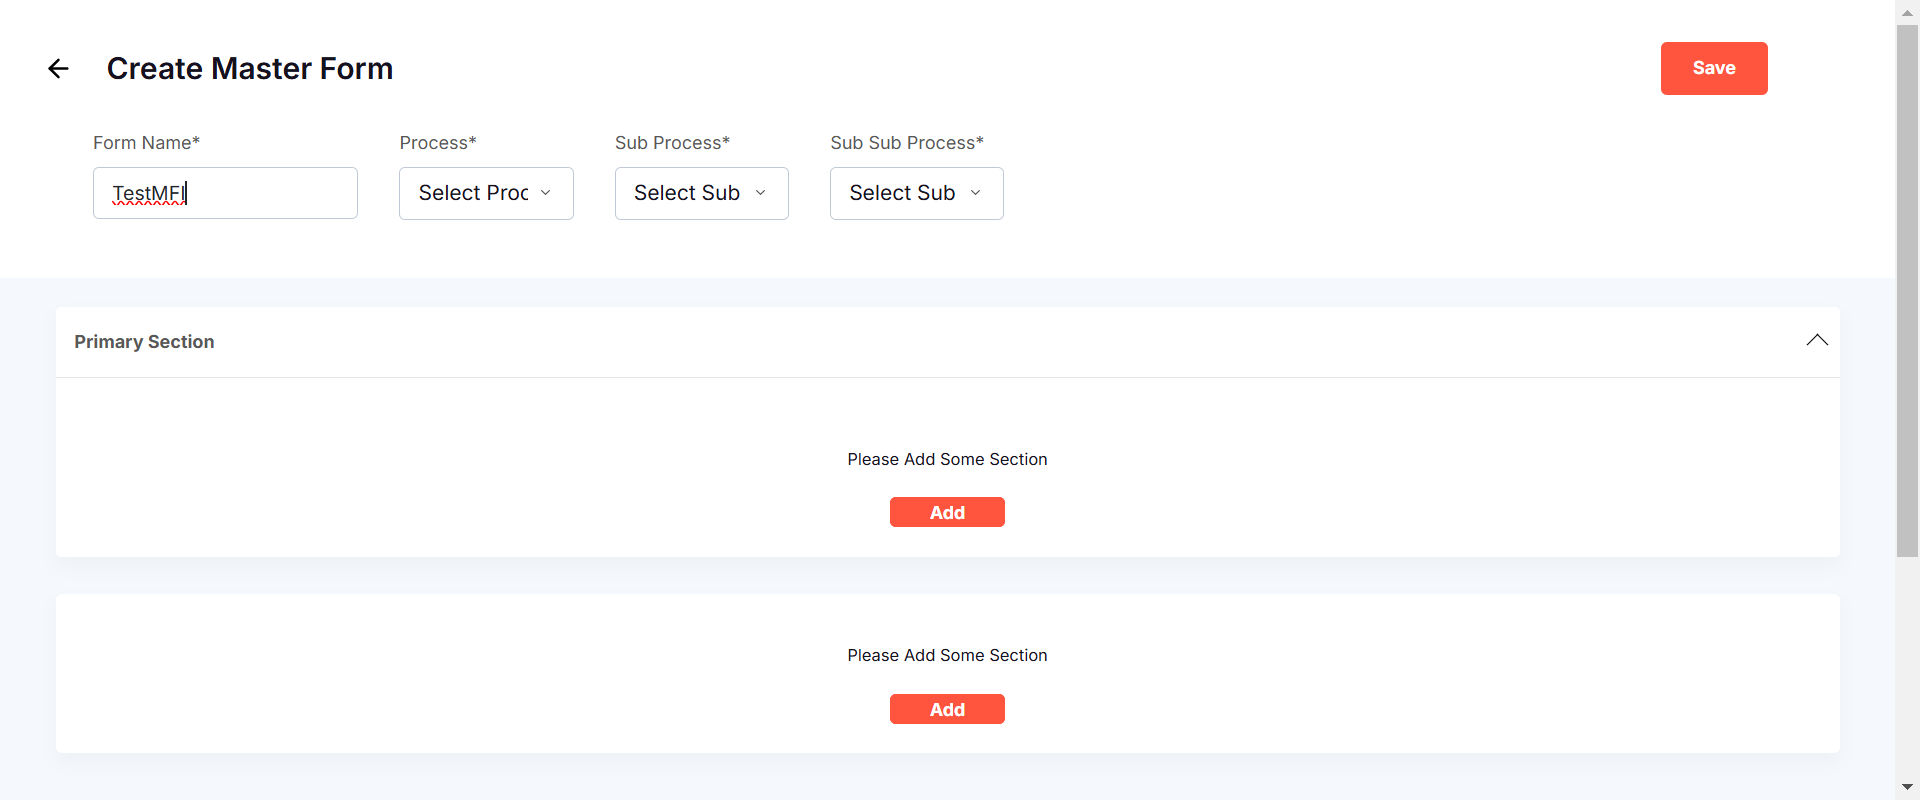 Create Master Form
Save
Form Name*
Process*
Sub Process*
Sub Sub Process*
TestMFI
Select Proc
Select Sub
Select Sub
Primary Section
Please Add Some Section
Add
Please Add Some Section
Add